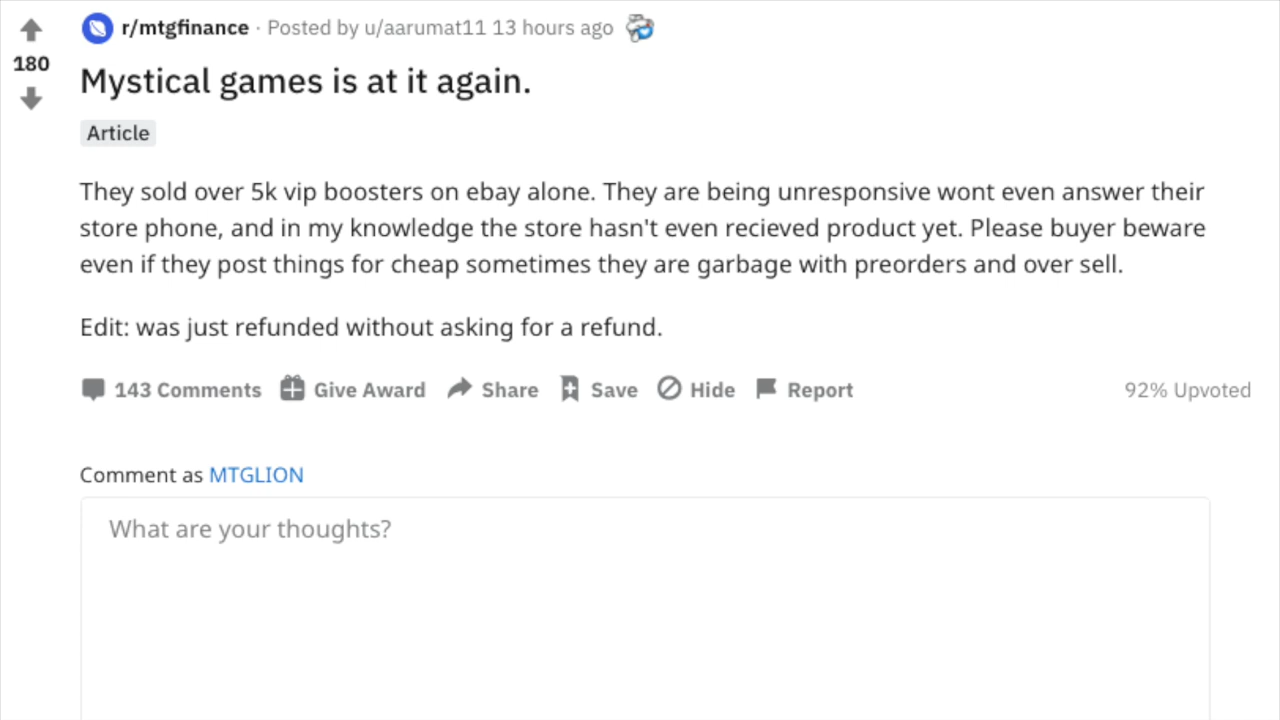 r/mtgfinance · Posted by u/aarumat11 13 hours ago
180
Mystical games is at it again.
Article
They sold over 5k vip boosters on ebay alone. They are being unresponsive wont even answer their
store phone, and in my knowledge the store hasn't even recieved product yet. Please buyer beware
even if they post things for cheap sometimes they are garbage with preorders and over sell.
Edit: was just refunded without asking for a refund.
143 Comments Give Award Share Save Hide Report 92% Upvoted
Comment as MTGLION
What are your thoughts?